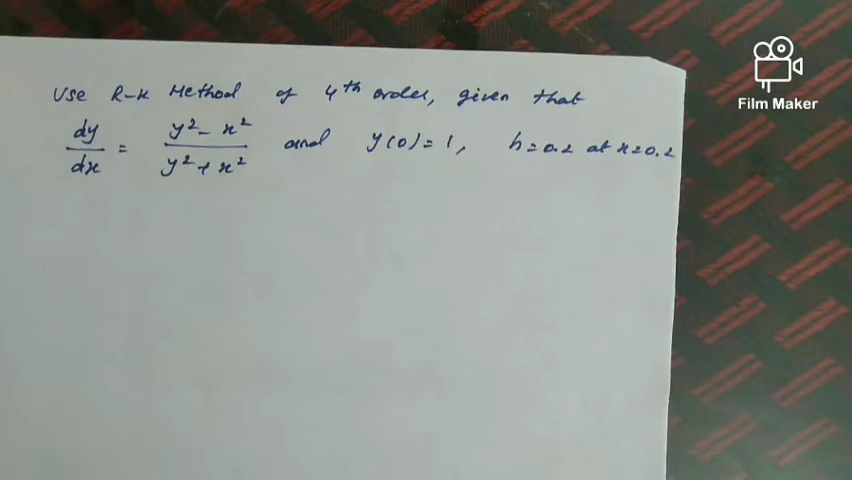 Use R-K Method of 4th order, given that
dy/dx = (y² - x²)/(y² + x²) and y(0) = 1, h = 0.2 at x = 0.2
Film Maker